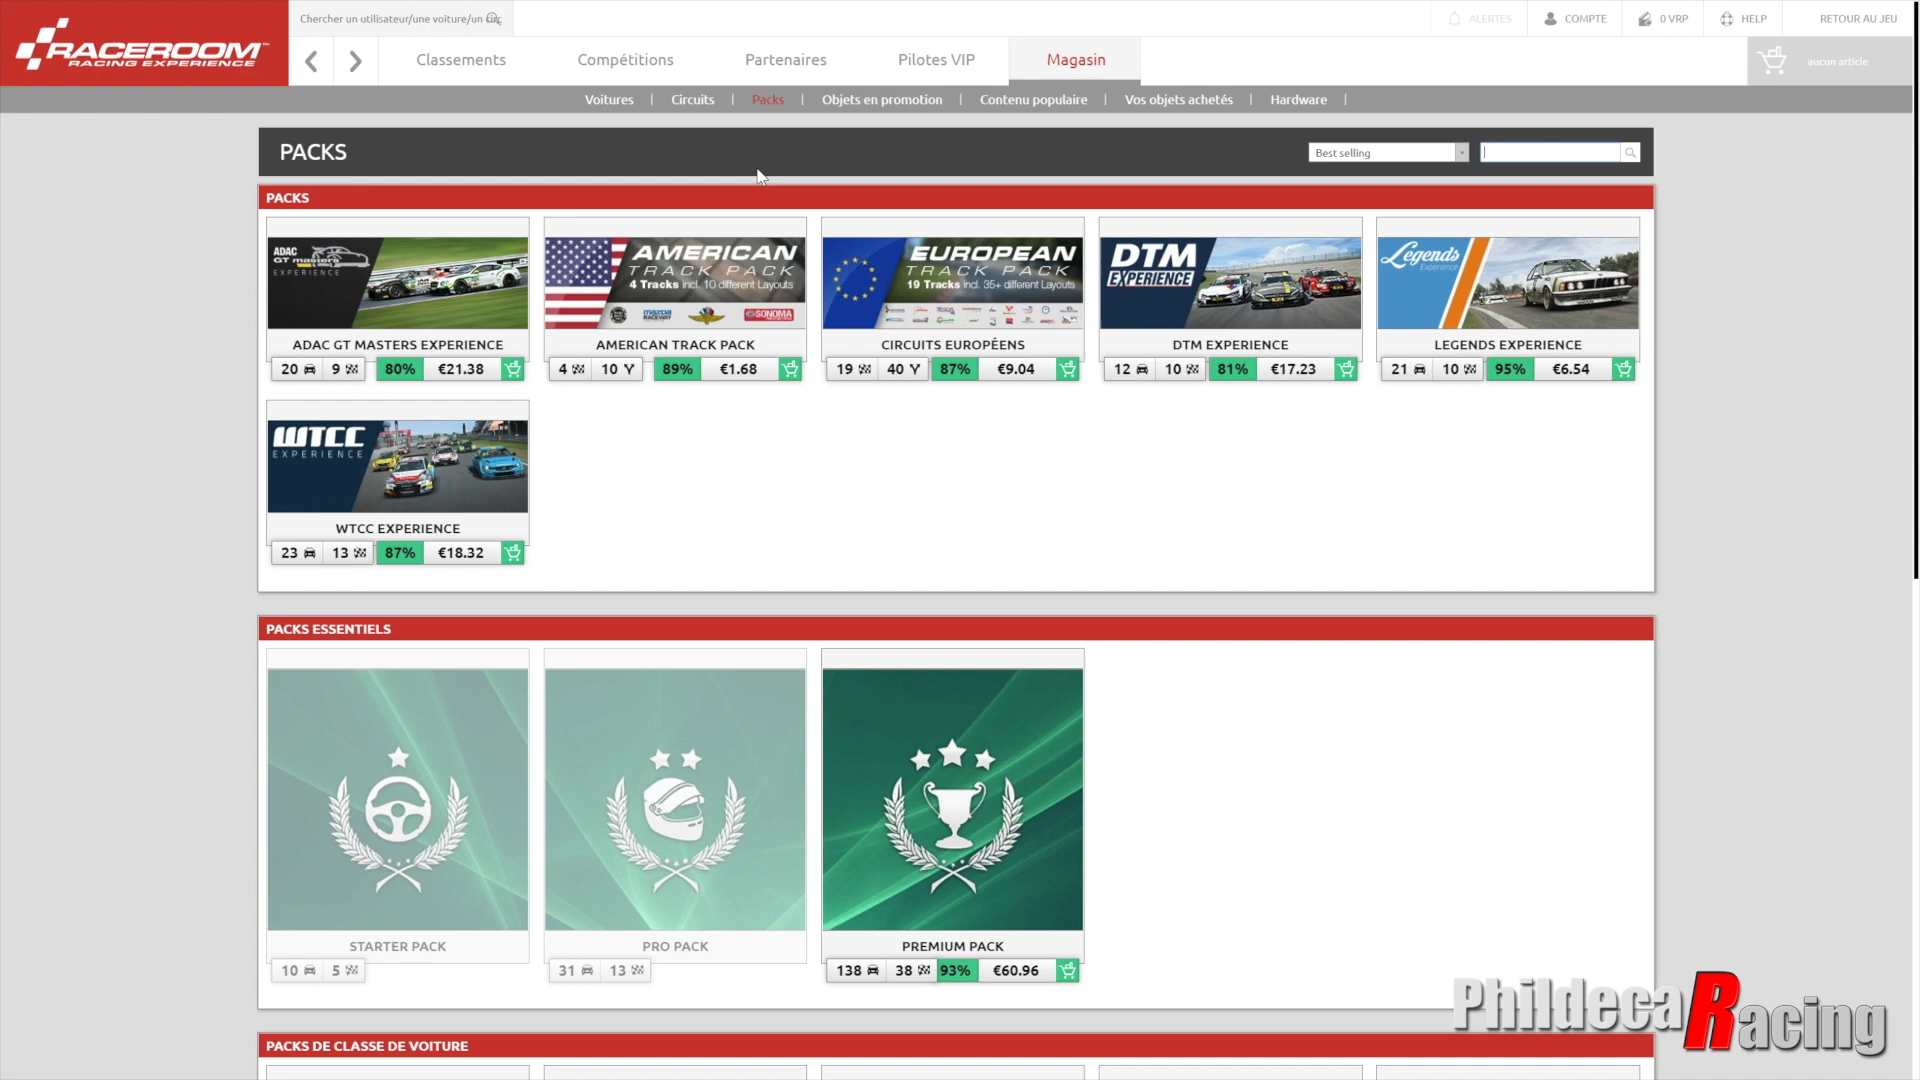 RACEROOM
RACING EXPERIENCE
Chercher un utilisateur/une voiture/un circ
ALERTES
COMPTE
0 VRP
HELP
RETOUR AU JEU
Classements
Compétitions
Partenaires
Pilotes VIP
Magasin
aucun article
Voitures | Circuits | Packs | Objets en promotion | Contenu populaire | Vos objets achetés | Hardware |
PACKS
Best selling
PACKS
ADAC
GT masters
EXPERIENCE
ADAC GT MASTERS EXPERIENCE
20 9 80% €21.38
AMERICAN
TRACK PACK
4 Tracks incl. 10 different Layouts
MAZDA
RACEWAY
SONOMA
AMERICAN TRACK PACK
4 10 89% €1.68
EUROPEAN
TRACK PACK
19 Tracks incl. 35+ different Layouts
CIRCUITS EUROPÉENS
19 40 87% €9.04
DTM
EXPERIENCE
DTM EXPERIENCE
12 10 81% €17.23
Legends
Experience
LEGENDS EXPERIENCE
21 10 95% €6.54
WTCC
EXPERIENCE
WTCC EXPERIENCE
23 13 87% €18.32
PACKS ESSENTIELS
STARTER PACK
10 5
PRO PACK
31 13
PREMIUM PACK
138 38 93% €60.96
PACKS DE CLASSE DE VOITURE
Phildeca Racing